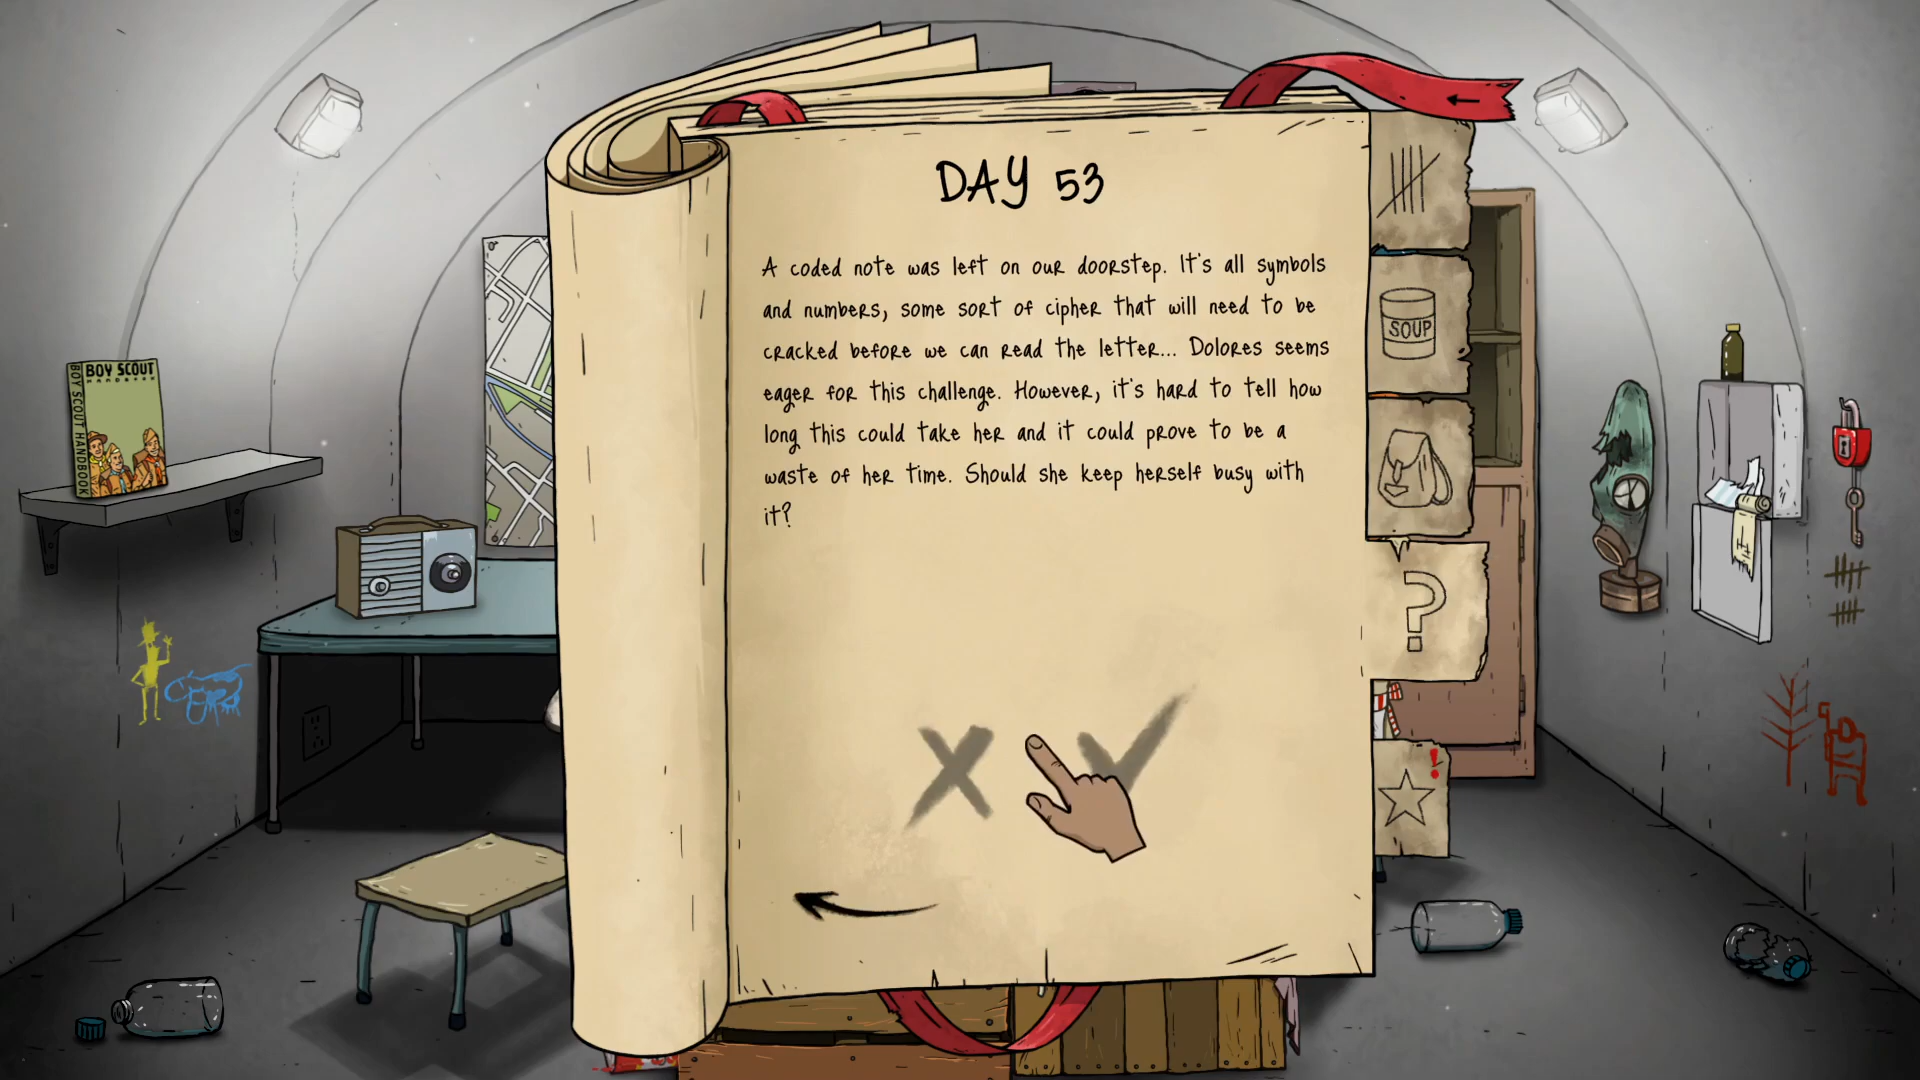 DAY 53
A coded note was left on our doorstep. It's all symbols
and numbers, some sort of cipher that will need to be
cracked before we can read the letter... Dolores seems
eager for this challenge. However, it's hard to tell how
long this could take her and it could prove to be a
waste of her time. Should she keep herself busy with
it?
SOUP
!
?
BOY SCOUT
HANDBOOK
BOY SCOUT HANDBOOK